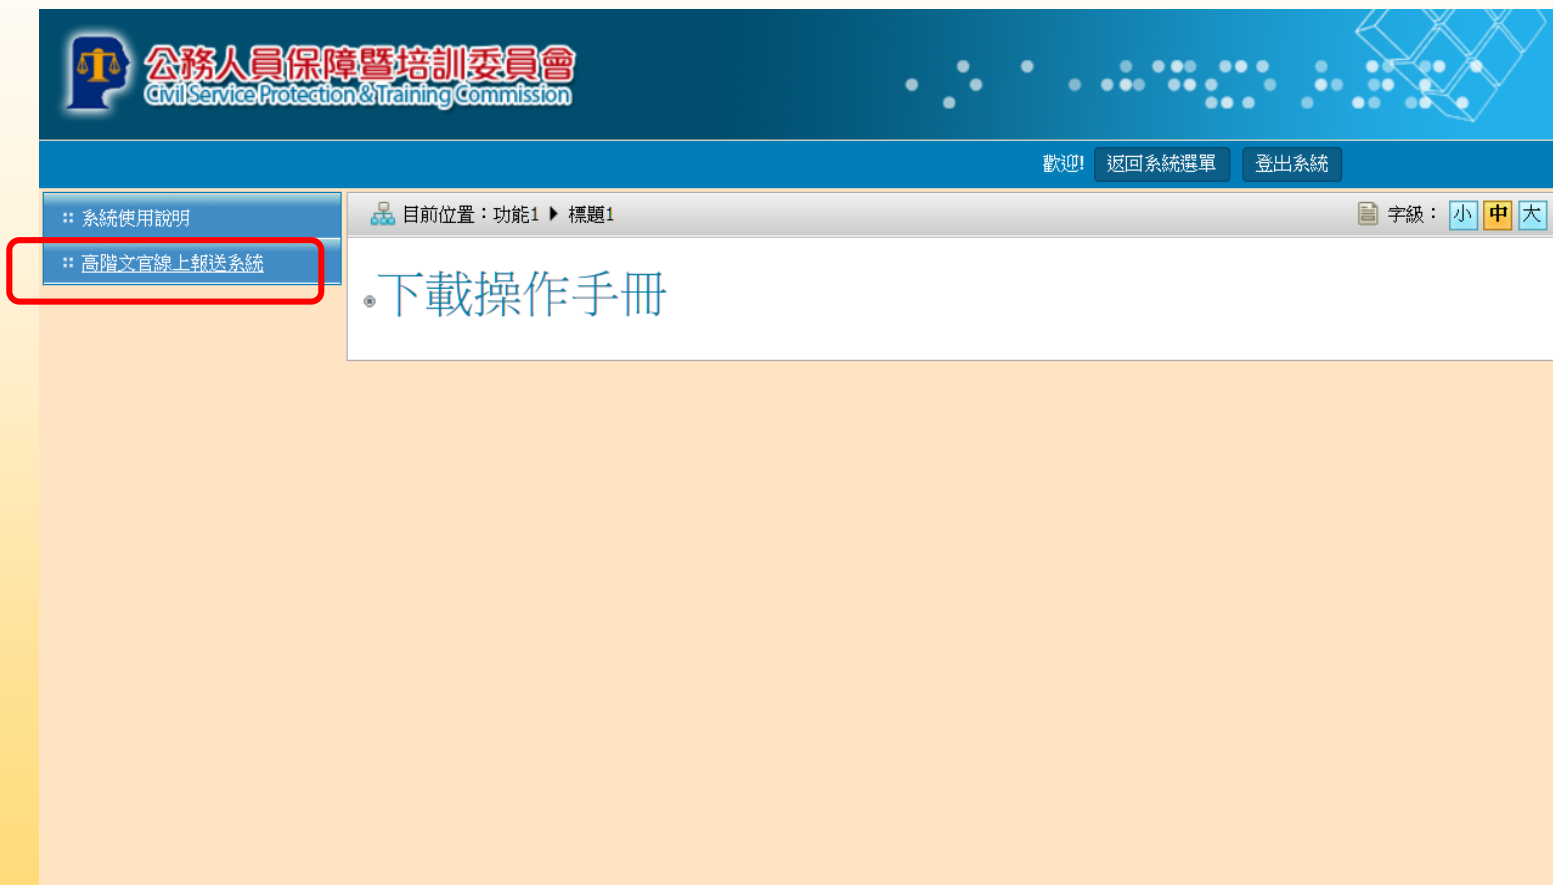 公務人員保障暨培訓委員會
Civil Service Protection & Training Commission
歡迎! 返回系統選單 登出系統
系統使用說明
高階文官線上報送系統
目前位置：功能1 ▶ 標題1
字級： 小 中 大
下載操作手冊